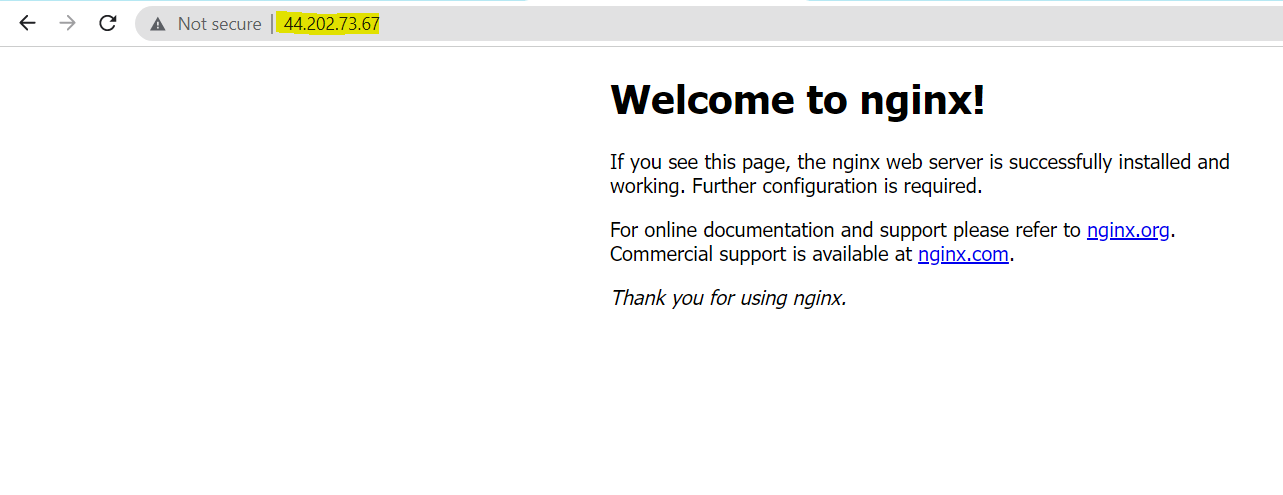 Not secure | 44.202.73.67
Welcome to nginx!
If you see this page, the nginx web server is successfully installed and
working. Further configuration is required.
For online documentation and support please refer to nginx.org.
Commercial support is available at nginx.com.
Thank you for using nginx.